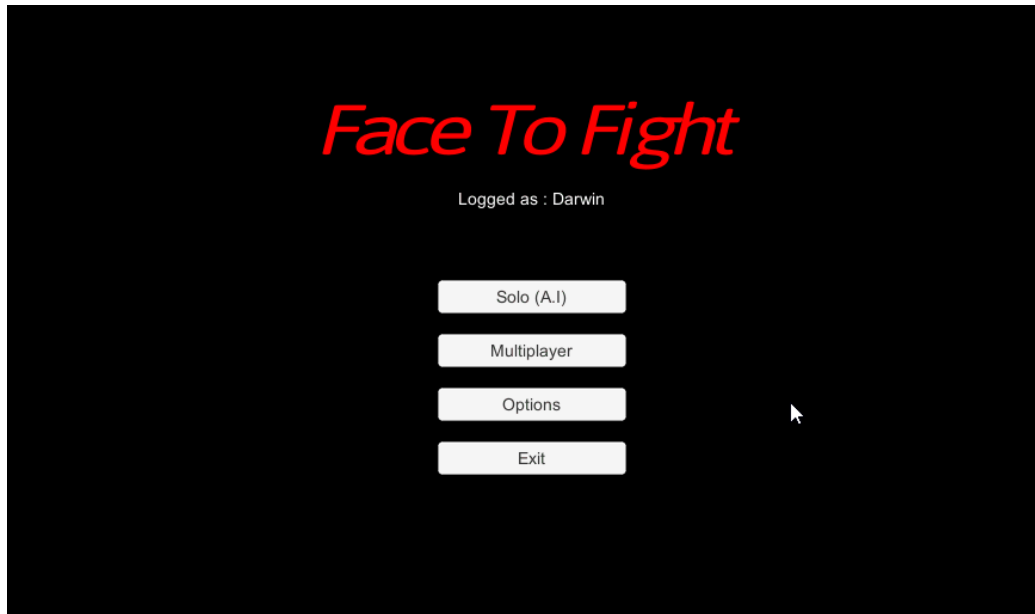 Face To Fight
Logged as : Darwin
Solo (A.I)
Multiplayer
Options
Exit